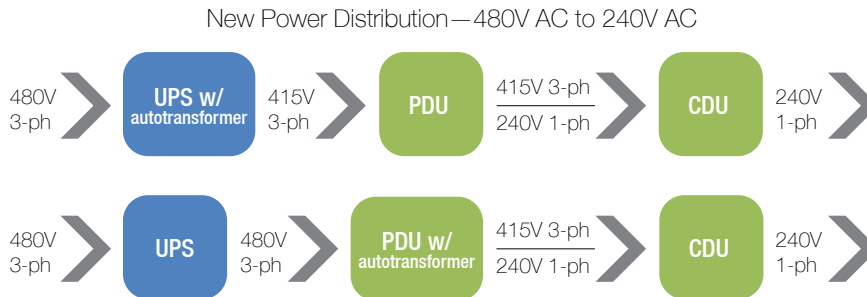 New Power Distribution—480V AC to 240V AC
480V
3-ph
UPS w/
autotransformer
415V
3-ph
PDU
415V 3-ph
240V 1-ph
CDU
240V
1-ph
480V
3-ph
UPS
480V
3-ph
PDU w/
autotransformer
415V 3-ph
240V 1-ph
CDU
240V
1-ph